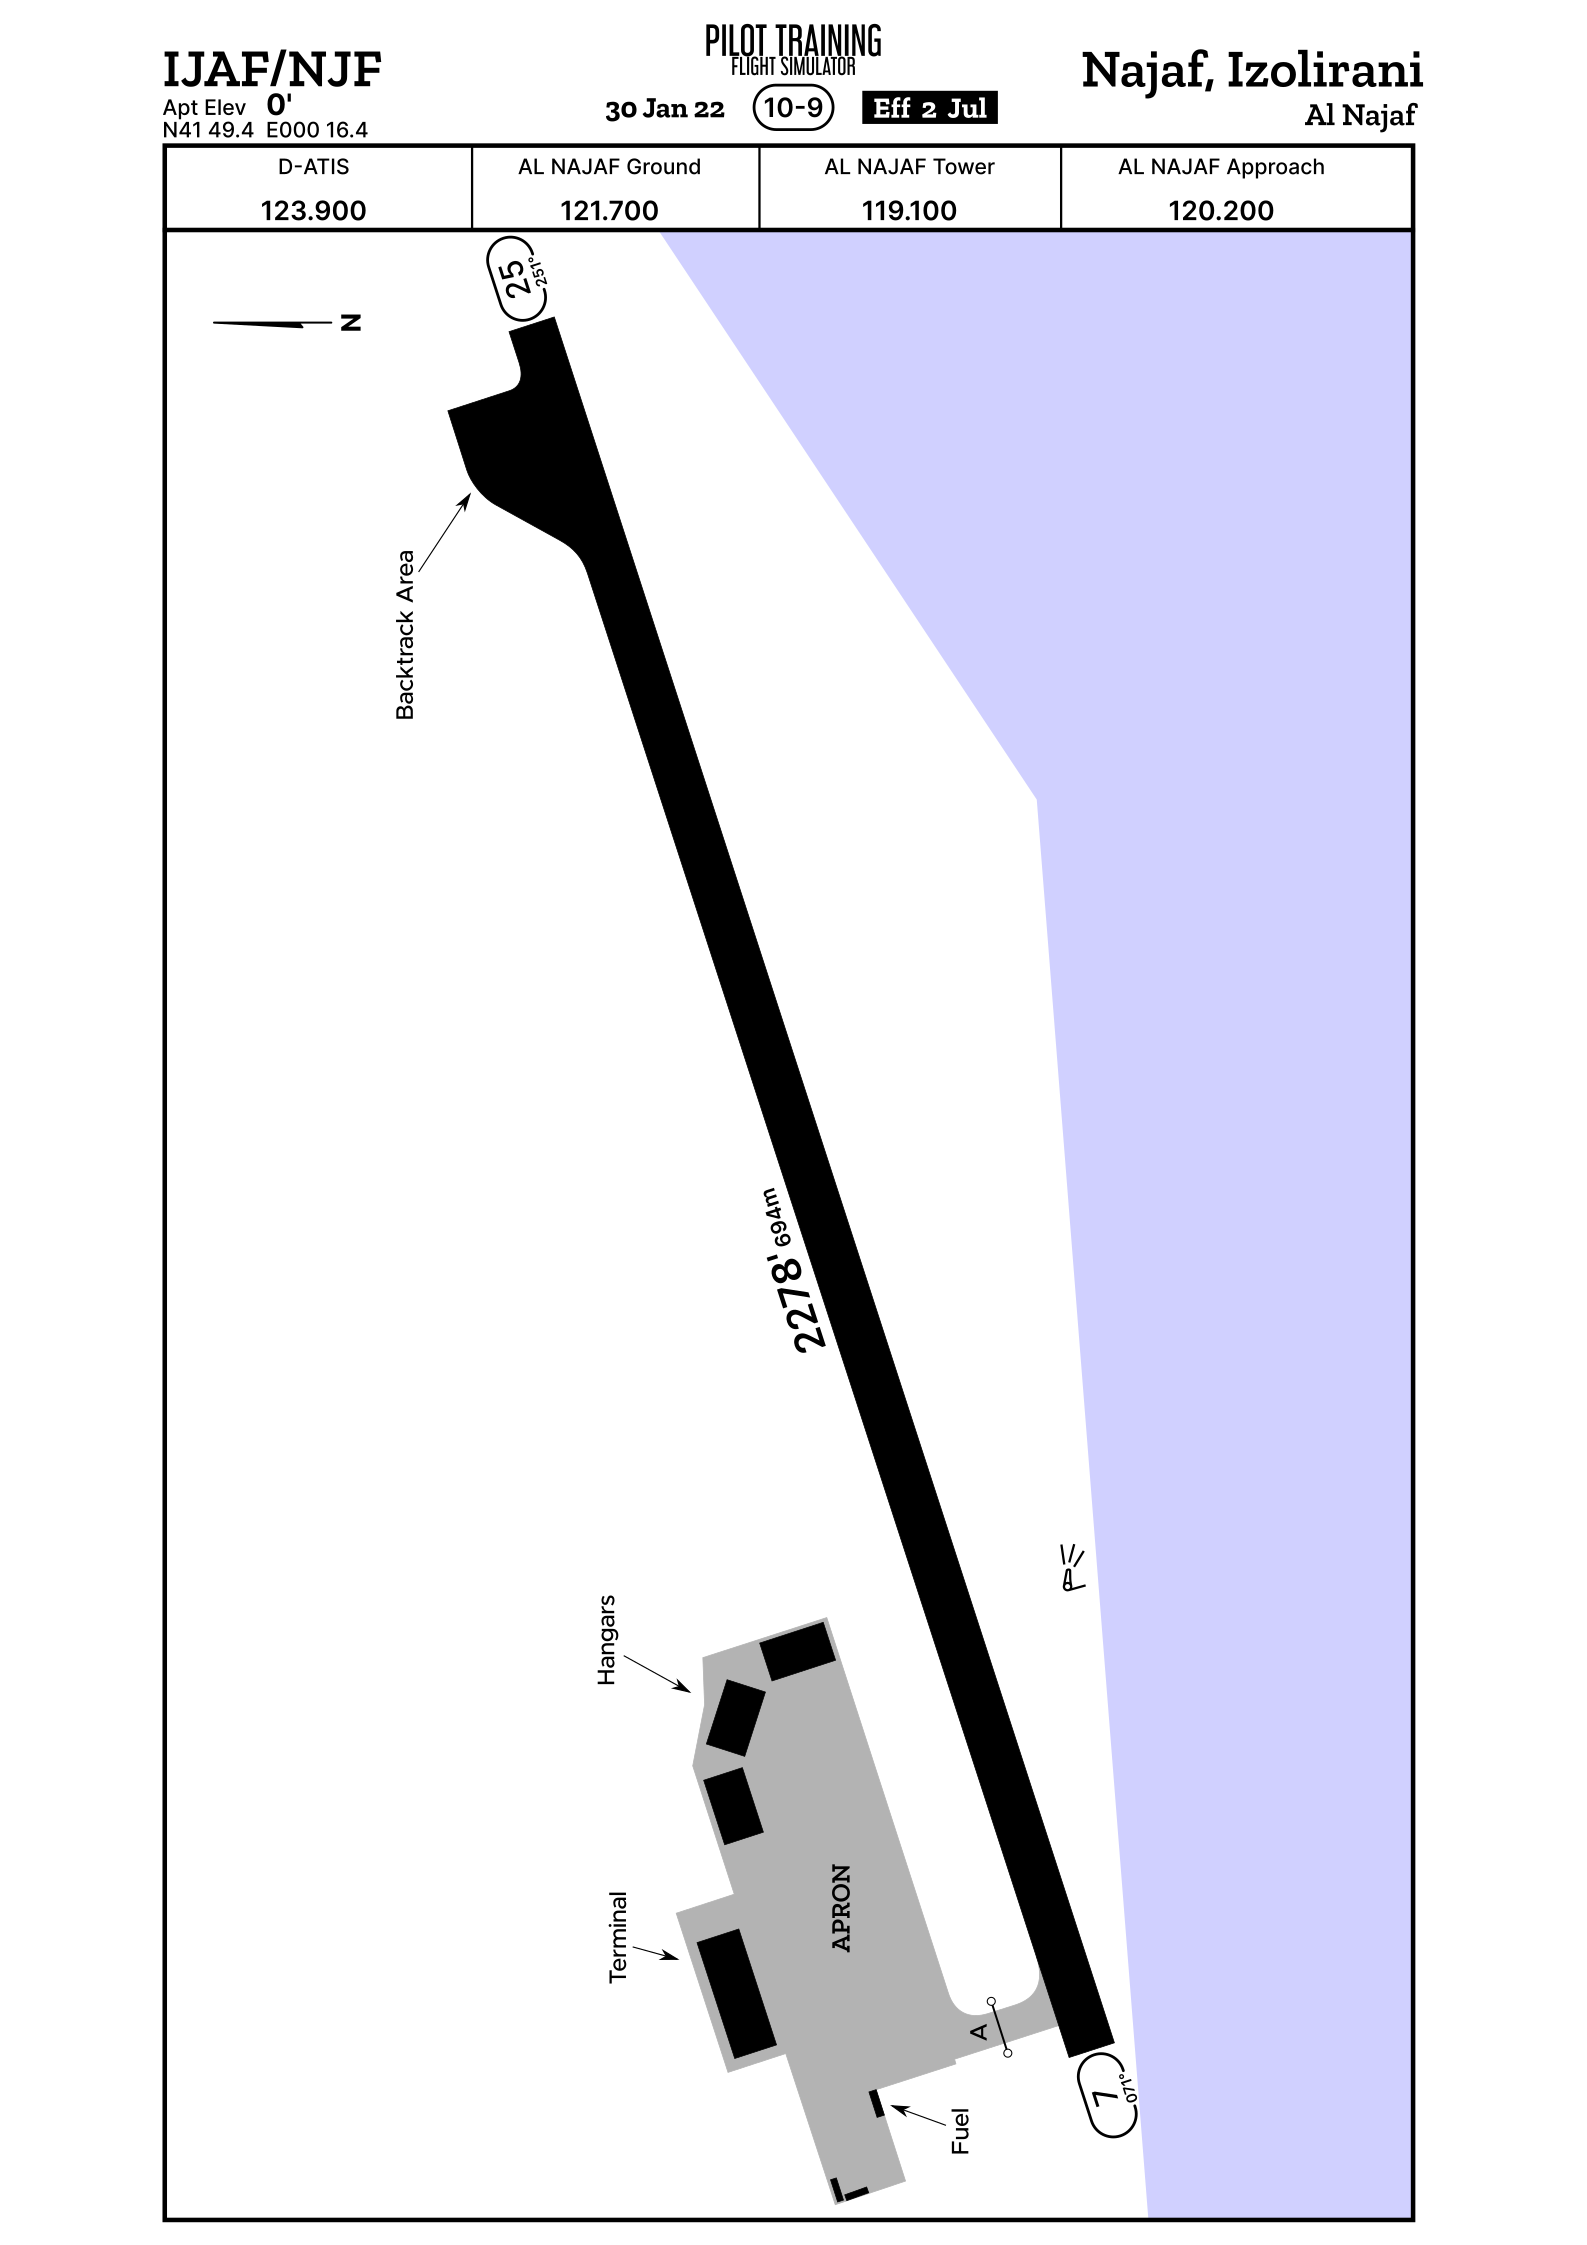 IJAF/NJF
Apt Elev 0'
N41 49.4 E000 16.4
PILOT TRAINING
FLIGHT SIMULATOR
30 Jan 22 10-9 Eff 2 Jul
Najaf, Izolirani
Al Najaf
D-ATIS
123.900
AL NAJAF Ground
121.700
AL NAJAF Tower
119.100
AL NAJAF Approach
120.200
25
251°
N
Backtrack Area
2278' 694m
Hangars
Terminal
APRON
A
Fuel
7
071°